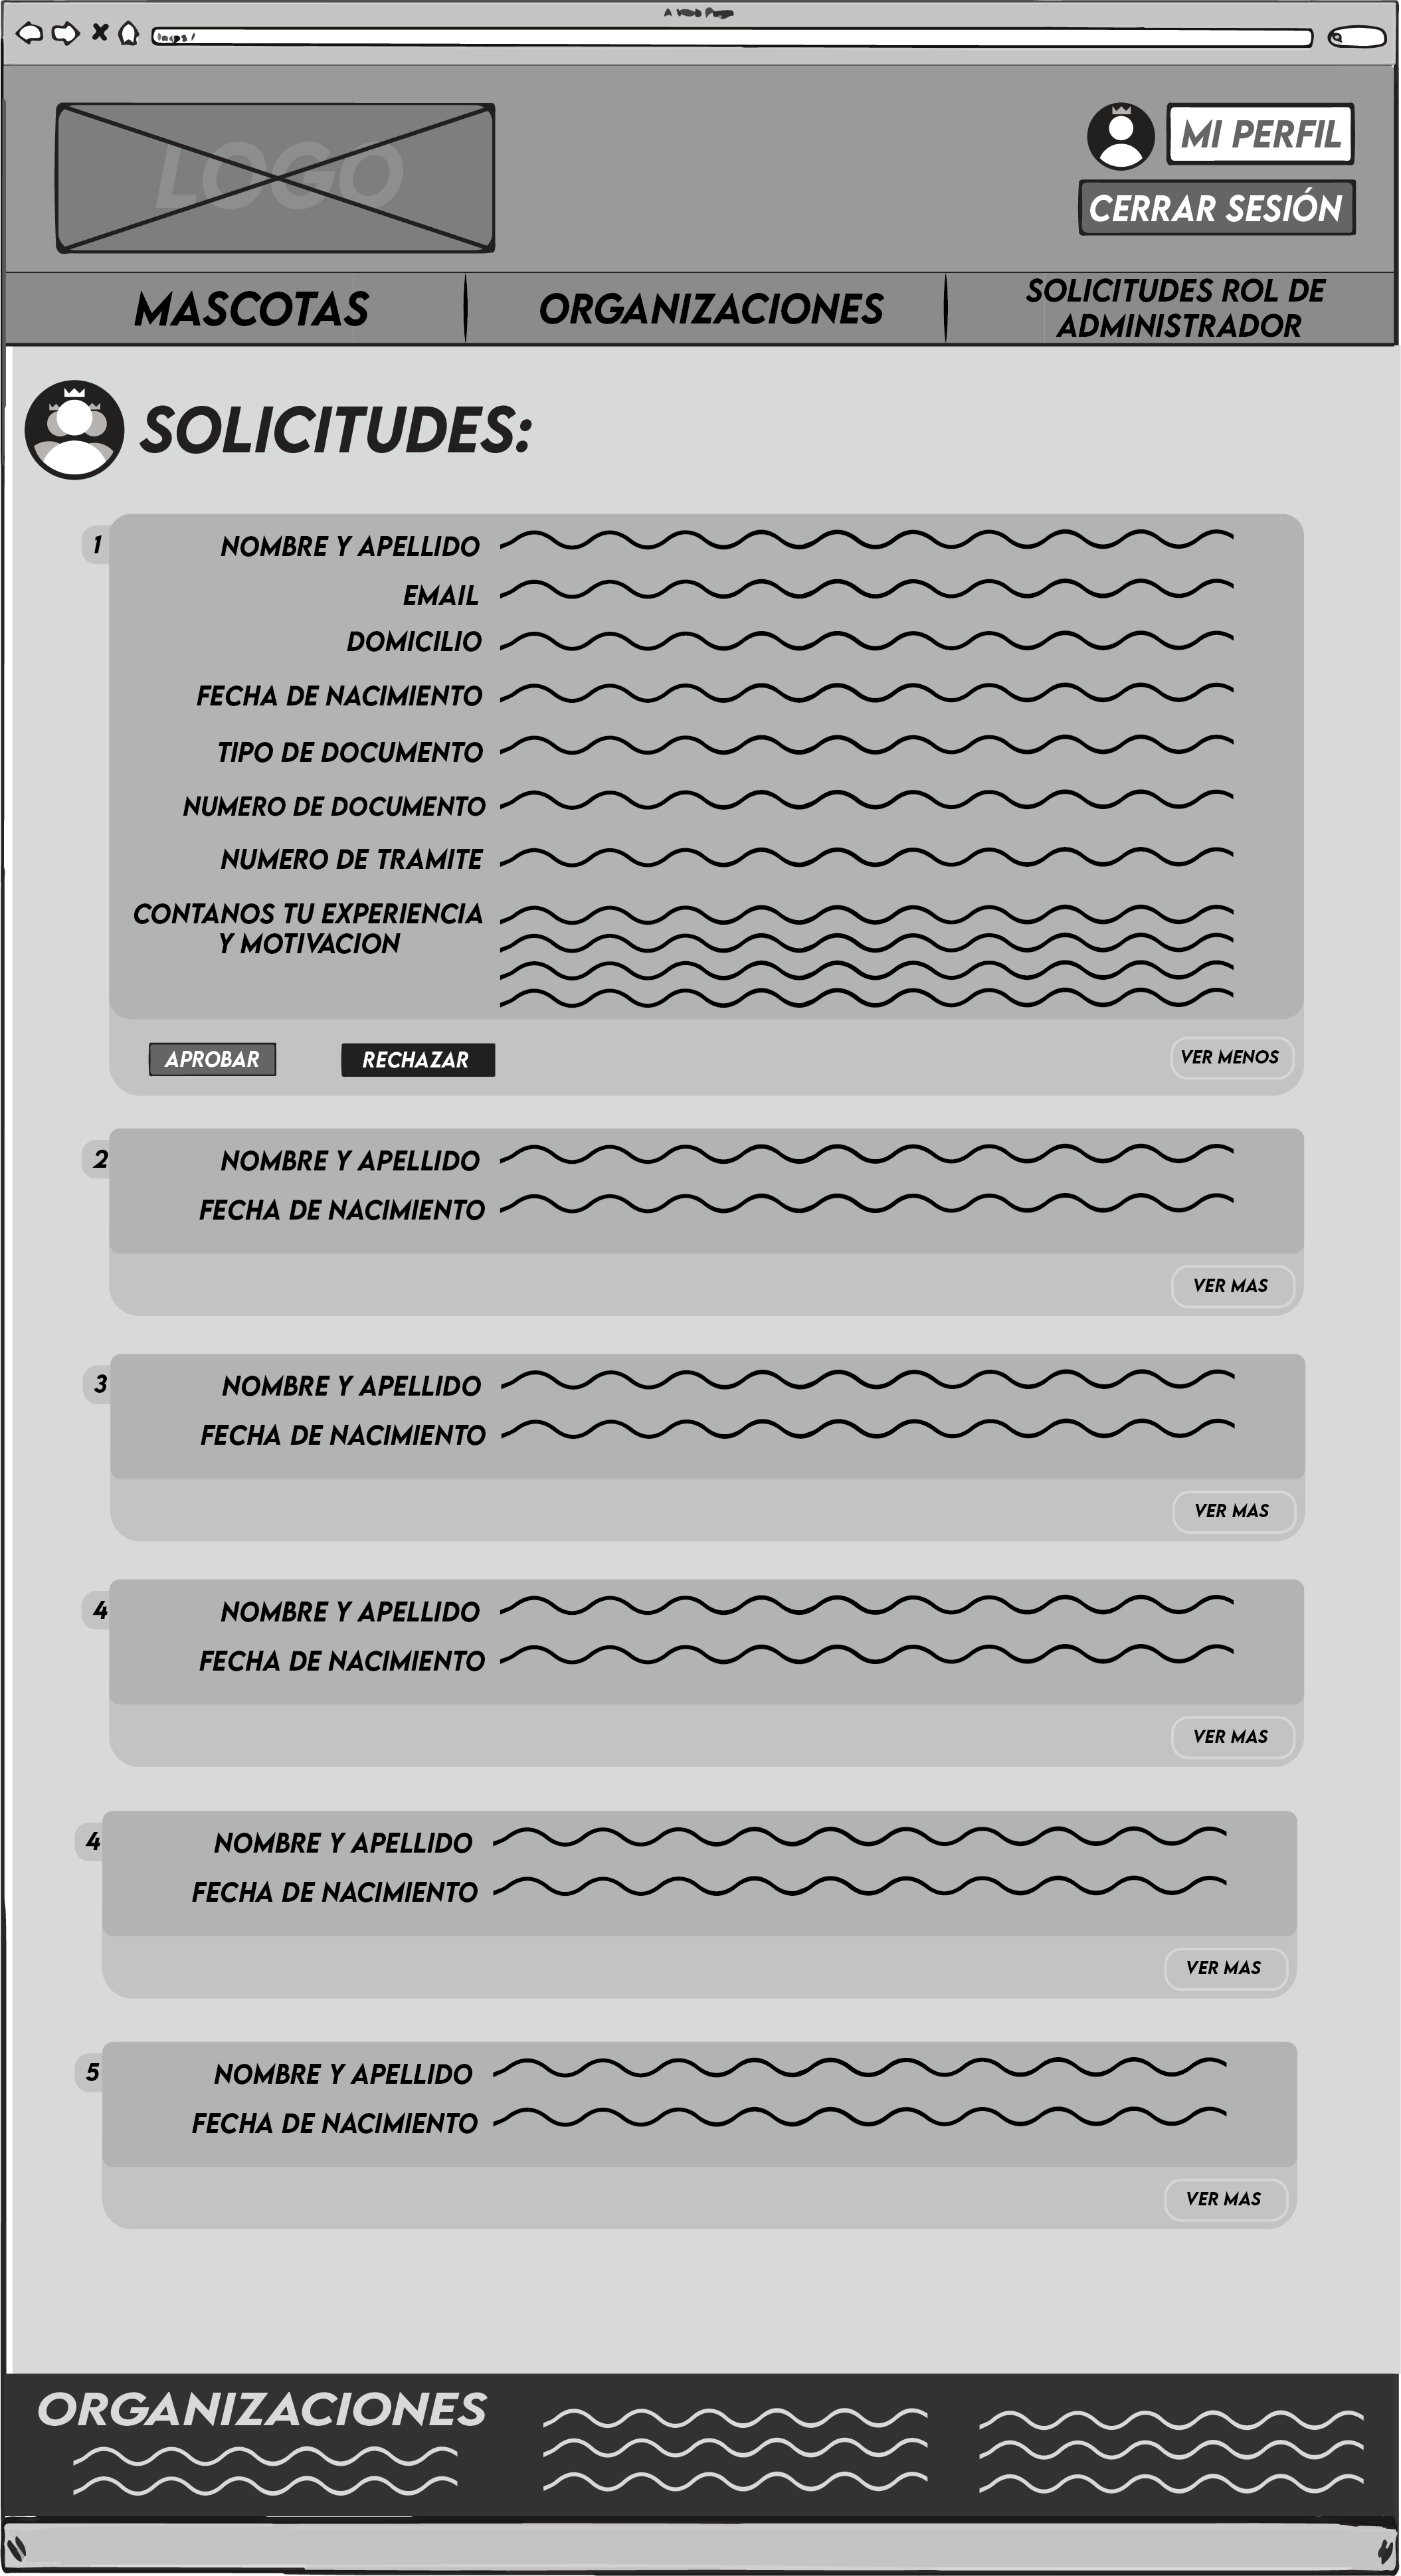 LOGO
MI PERFIL
CERRAR SESIÓN
MASCOTAS
ORGANIZACIONES
SOLICITUDES ROL DE
ADMINISTRADOR
SOLICITUDES:
1
NOMBRE Y APELLIDO
EMAIL
DOMICILIO
FECHA DE NACIMIENTO
TIPO DE DOCUMENTO
NUMERO DE DOCUMENTO
NUMERO DE TRAMITE
CONTANOS TU EXPERIENCIA
Y MOTIVACION
APROBAR
RECHAZAR
VER MENOS
2
NOMBRE Y APELLIDO
FECHA DE NACIMIENTO
VER MAS
3
NOMBRE Y APELLIDO
FECHA DE NACIMIENTO
VER MAS
4
NOMBRE Y APELLIDO
FECHA DE NACIMIENTO
VER MAS
4
NOMBRE Y APELLIDO
FECHA DE NACIMIENTO
VER MAS
5
NOMBRE Y APELLIDO
FECHA DE NACIMIENTO
VER MAS
ORGANIZACIONES